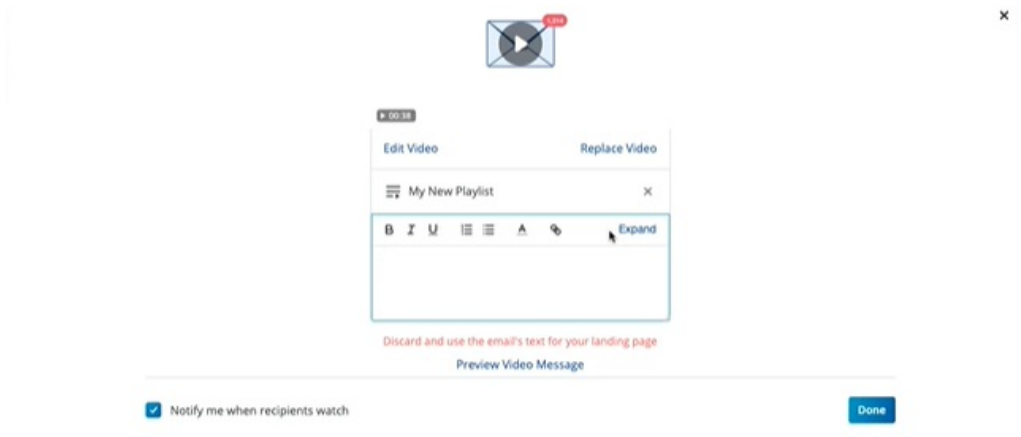 00:38
Edit Video
Replace Video
My New Playlist
B I U A Expand
Discard and use the email's text for your landing page
Preview Video Message
Notify me when recipients watch
Done